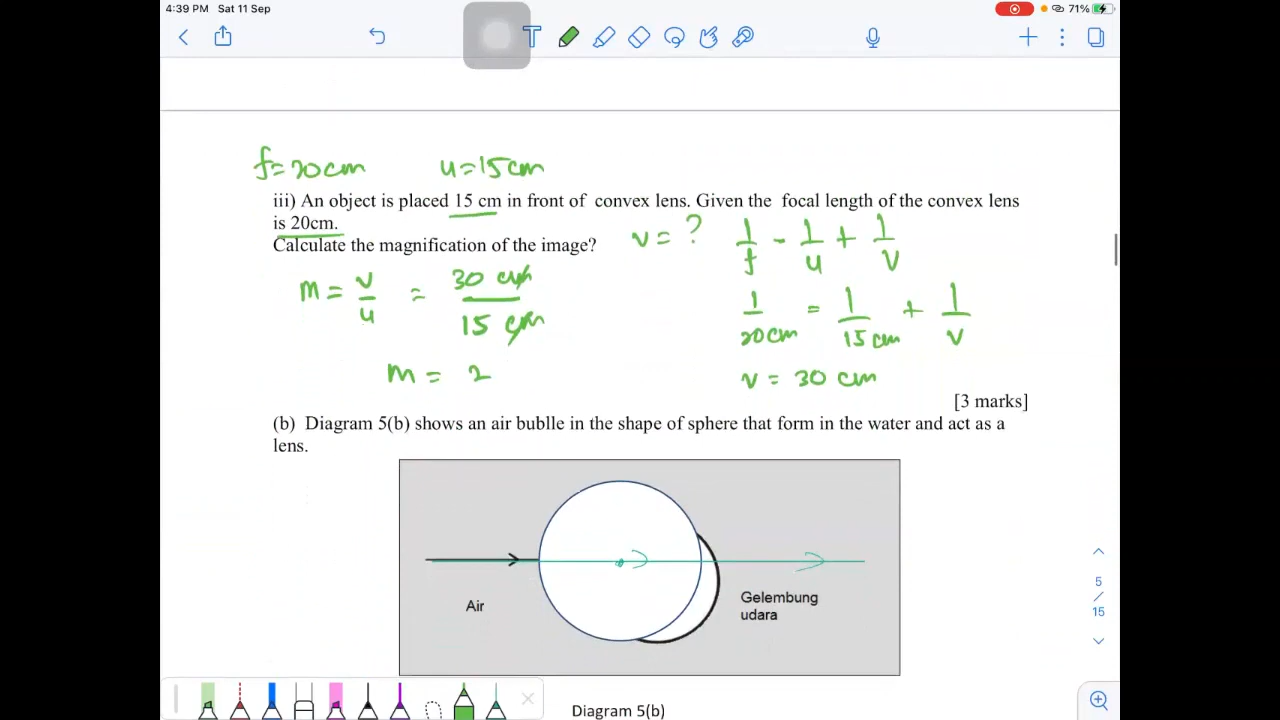 4:39 PM Sat 11 Sep
71%
T
f=20cm u=15cm
iii) An object is placed 15 cm in front of convex lens. Given the focal length of the convex lens
is 20cm.
Calculate the magnification of the image?
v = ? 1/f - 1/u + 1/v
m = v/u = 30 cm/15 cm
1/20cm = 1/15cm + 1/v
m = 2
v = 30 cm
[3 marks]
(b) Diagram 5(b) shows an air bublle in the shape of sphere that form in the water and act as a
lens.
Air
Gelembung
udara
5
/
15
Diagram 5(b)